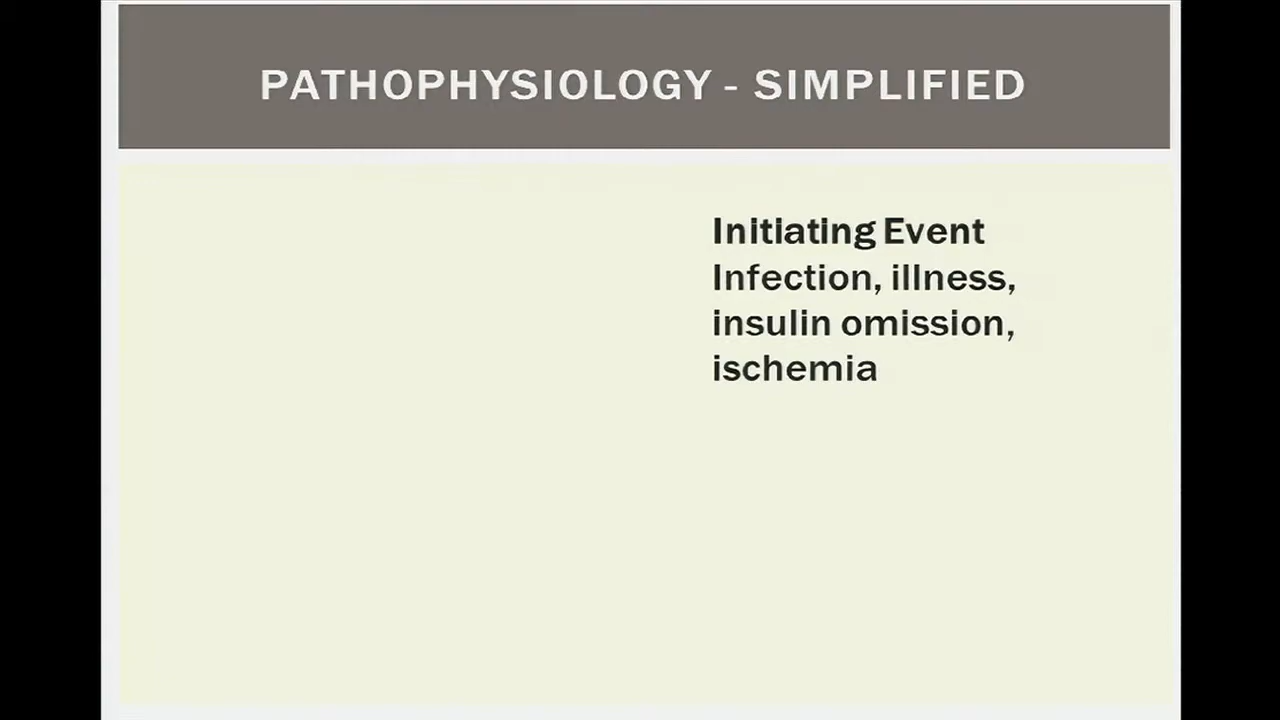 PATHOPHYSIOLOGY - SIMPLIFIED
Initiating Event
Infection, illness,
insulin omission,
ischemia